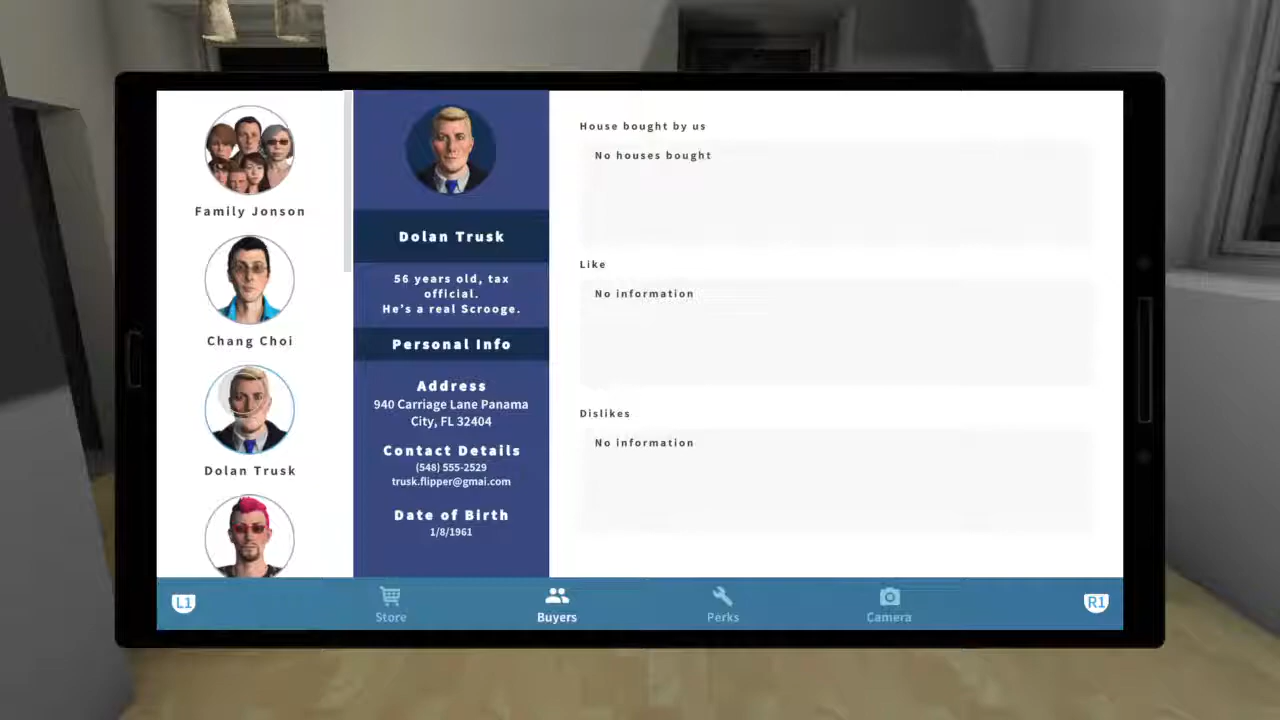 Family Jonson
Chang Choi
Dolan Trusk
Dolan Trusk
56 years old, tax
official.
He's a real Scrooge.
Personal Info
Address
940 Carriage Lane Panama
City, FL 32404
Contact Details
(548) 555-2529
trusk.flipper@gmai.com
Date of Birth
1/8/1961
House bought by us
No houses bought
Like
No information
Dislikes
No information
L1
Store
Buyers
Perks
Camera
R1